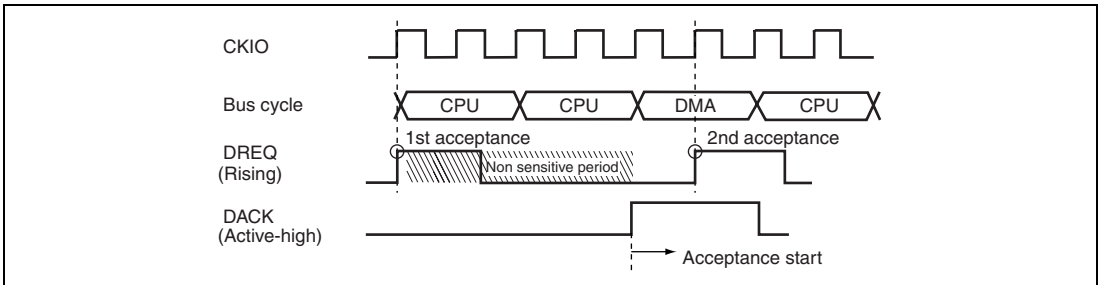 CKIO
Bus cycle CPU CPU DMA CPU
1st acceptance 2nd acceptance
DREQ
(Rising)
Non sensitive period
DACK
(Active-high)
Acceptance start